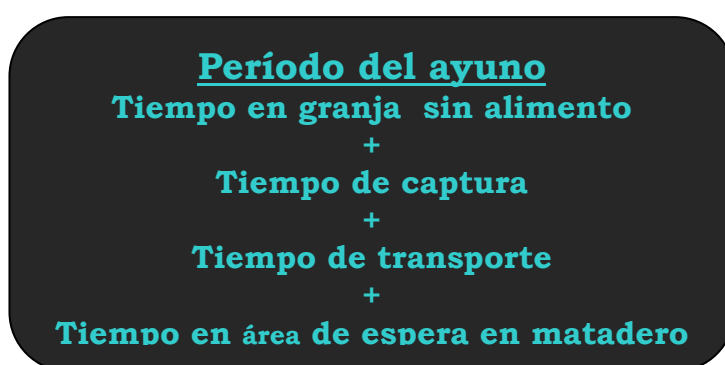 Período del ayuno
Tiempo en granja sin alimento
+
Tiempo de captura
+
Tiempo de transporte
+
Tiempo en área de espera en matadero